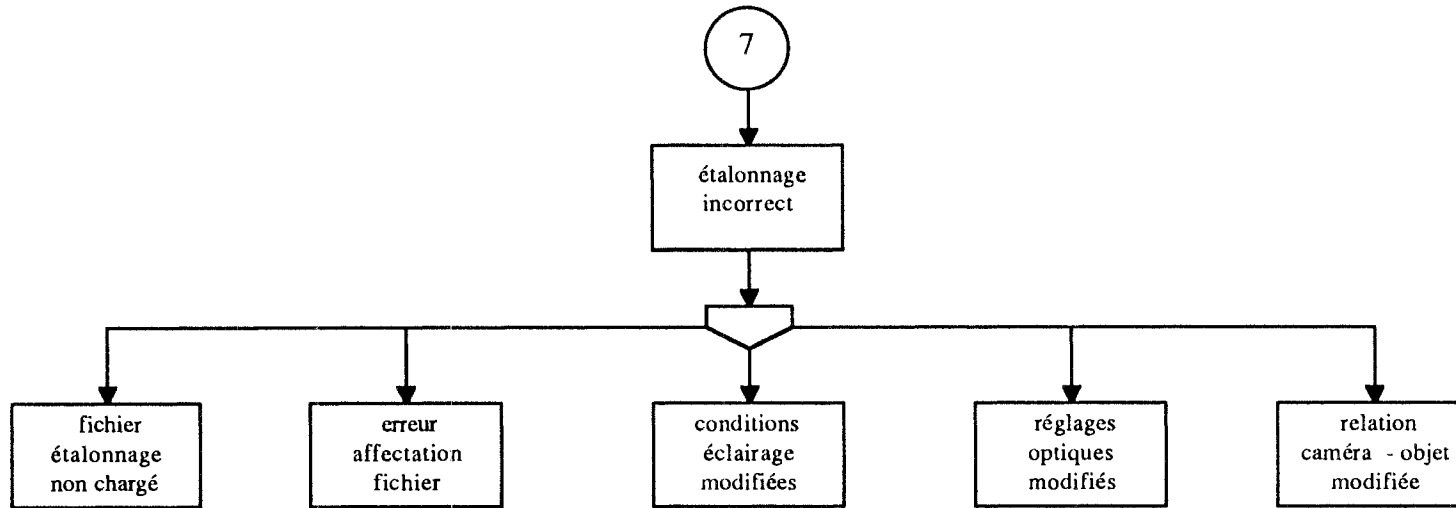 7
étalonnage
incorrect
fichier
étalonnage
non chargé
erreur
affectation
fichier
conditions
éclairage
modifiées
réglages
optiques
modifiés
relation
caméra - objet
modifiée